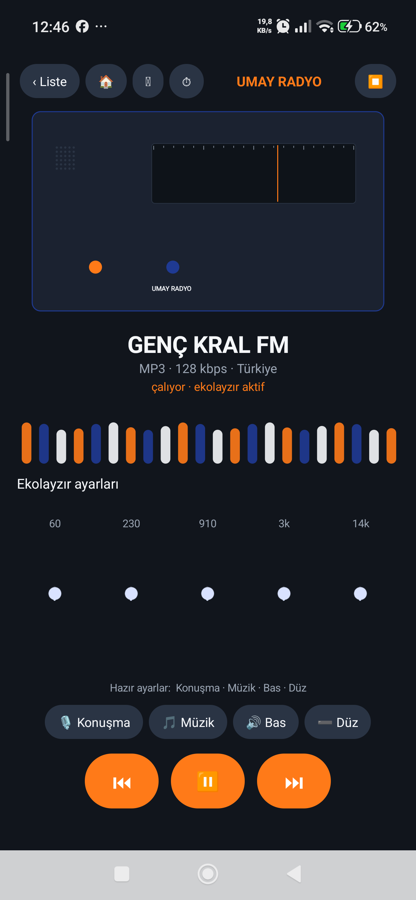 12:46 ... 19,8 KB/s 62%
‹ Liste UMAY RADYO
UMAY RADYO
GENÇ KRAL FM
MP3 · 128 kbps · Türkiye
çalıyor · ekolayzır aktif
Ekolayzır ayarları
60 230 910 3k 14k
Hazır ayarlar: Konuşma · Müzik · Bas · Düz
Konuşma Müzik Bas Düz